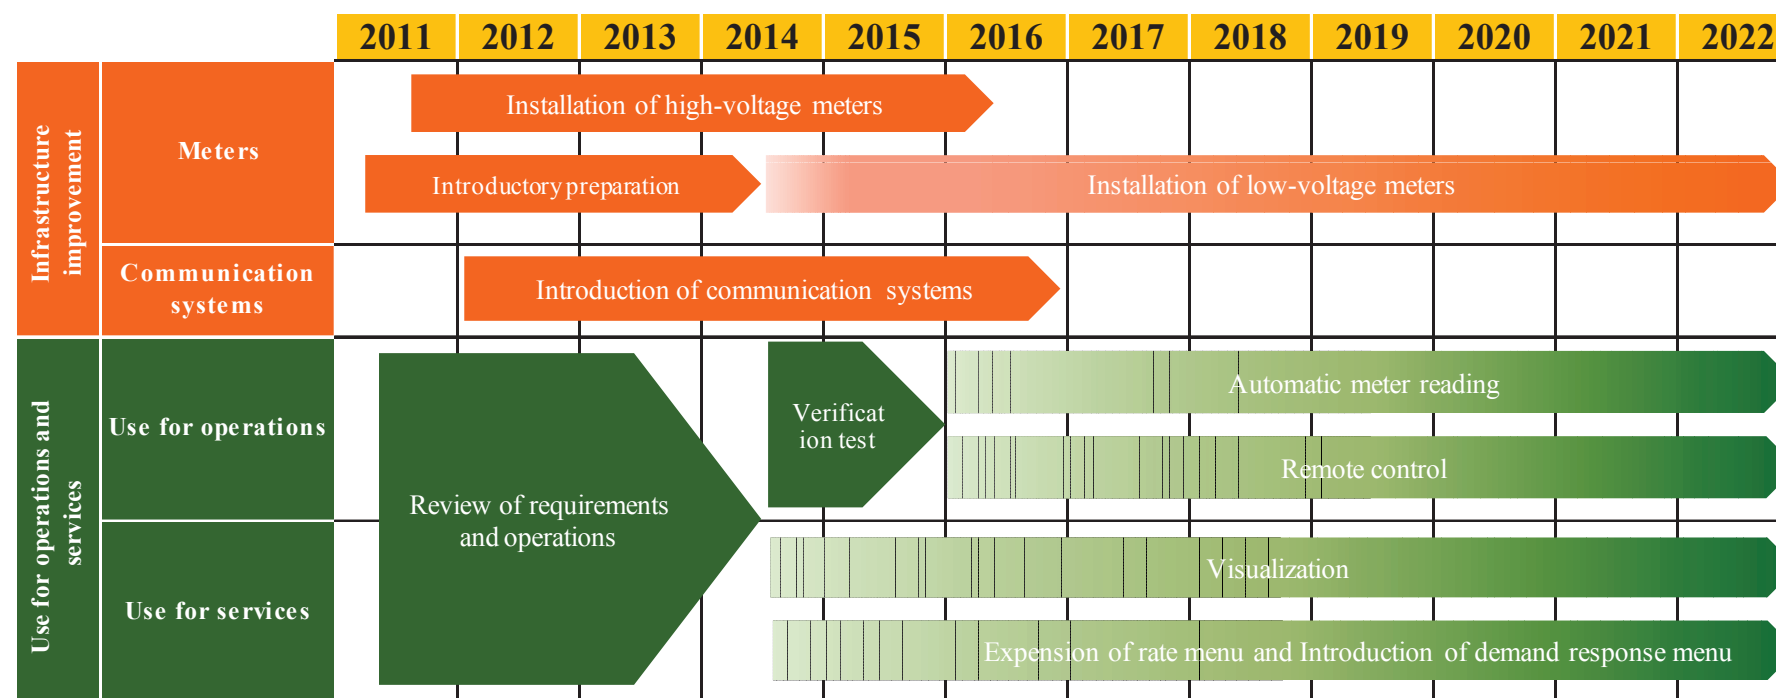 2011 2012 2013 2014 2015 2016 2017 2018 2019 2020 2021 2022
Infrastructure
improvement
Meters
Installation of high-voltage meters
Introductory preparation
Installation of low-voltage meters
Communication
systems
Introduction of communication systems
Use for operations and
services
Use for operations
Review of requirements
and operations
Verificat
ion test
Automatic meter reading
Remote control
Use for services
Visualization
Expension of rate menu and Introduction of demand response menu